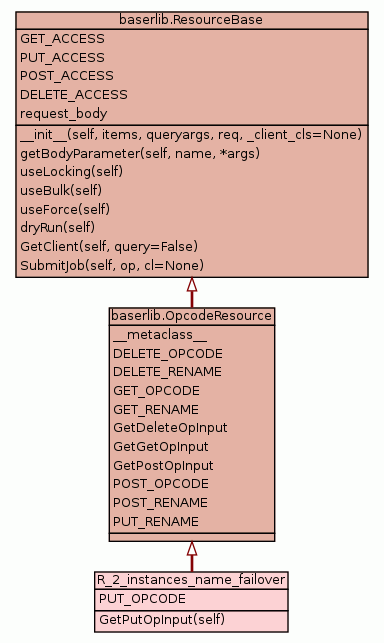 baserlib.ResourceBase
GET_ACCESS
PUT_ACCESS
POST_ACCESS
DELETE_ACCESS
request_body
__init__(self, items, queryargs, req, _client_cls=None)
getBodyParameter(self, name, *args)
useLocking(self)
useBulk(self)
useForce(self)
dryRun(self)
GetClient(self, query=False)
SubmitJob(self, op, cl=None)
baserlib.OpcodeResource
__metaclass__
DELETE_OPCODE
DELETE_RENAME
GET_OPCODE
GET_RENAME
GetDeleteOpInput
GetGetOpInput
GetPostOpInput
POST_OPCODE
POST_RENAME
PUT_RENAME
R_2_instances_name_failover
PUT_OPCODE
GetPutOpInput(self)